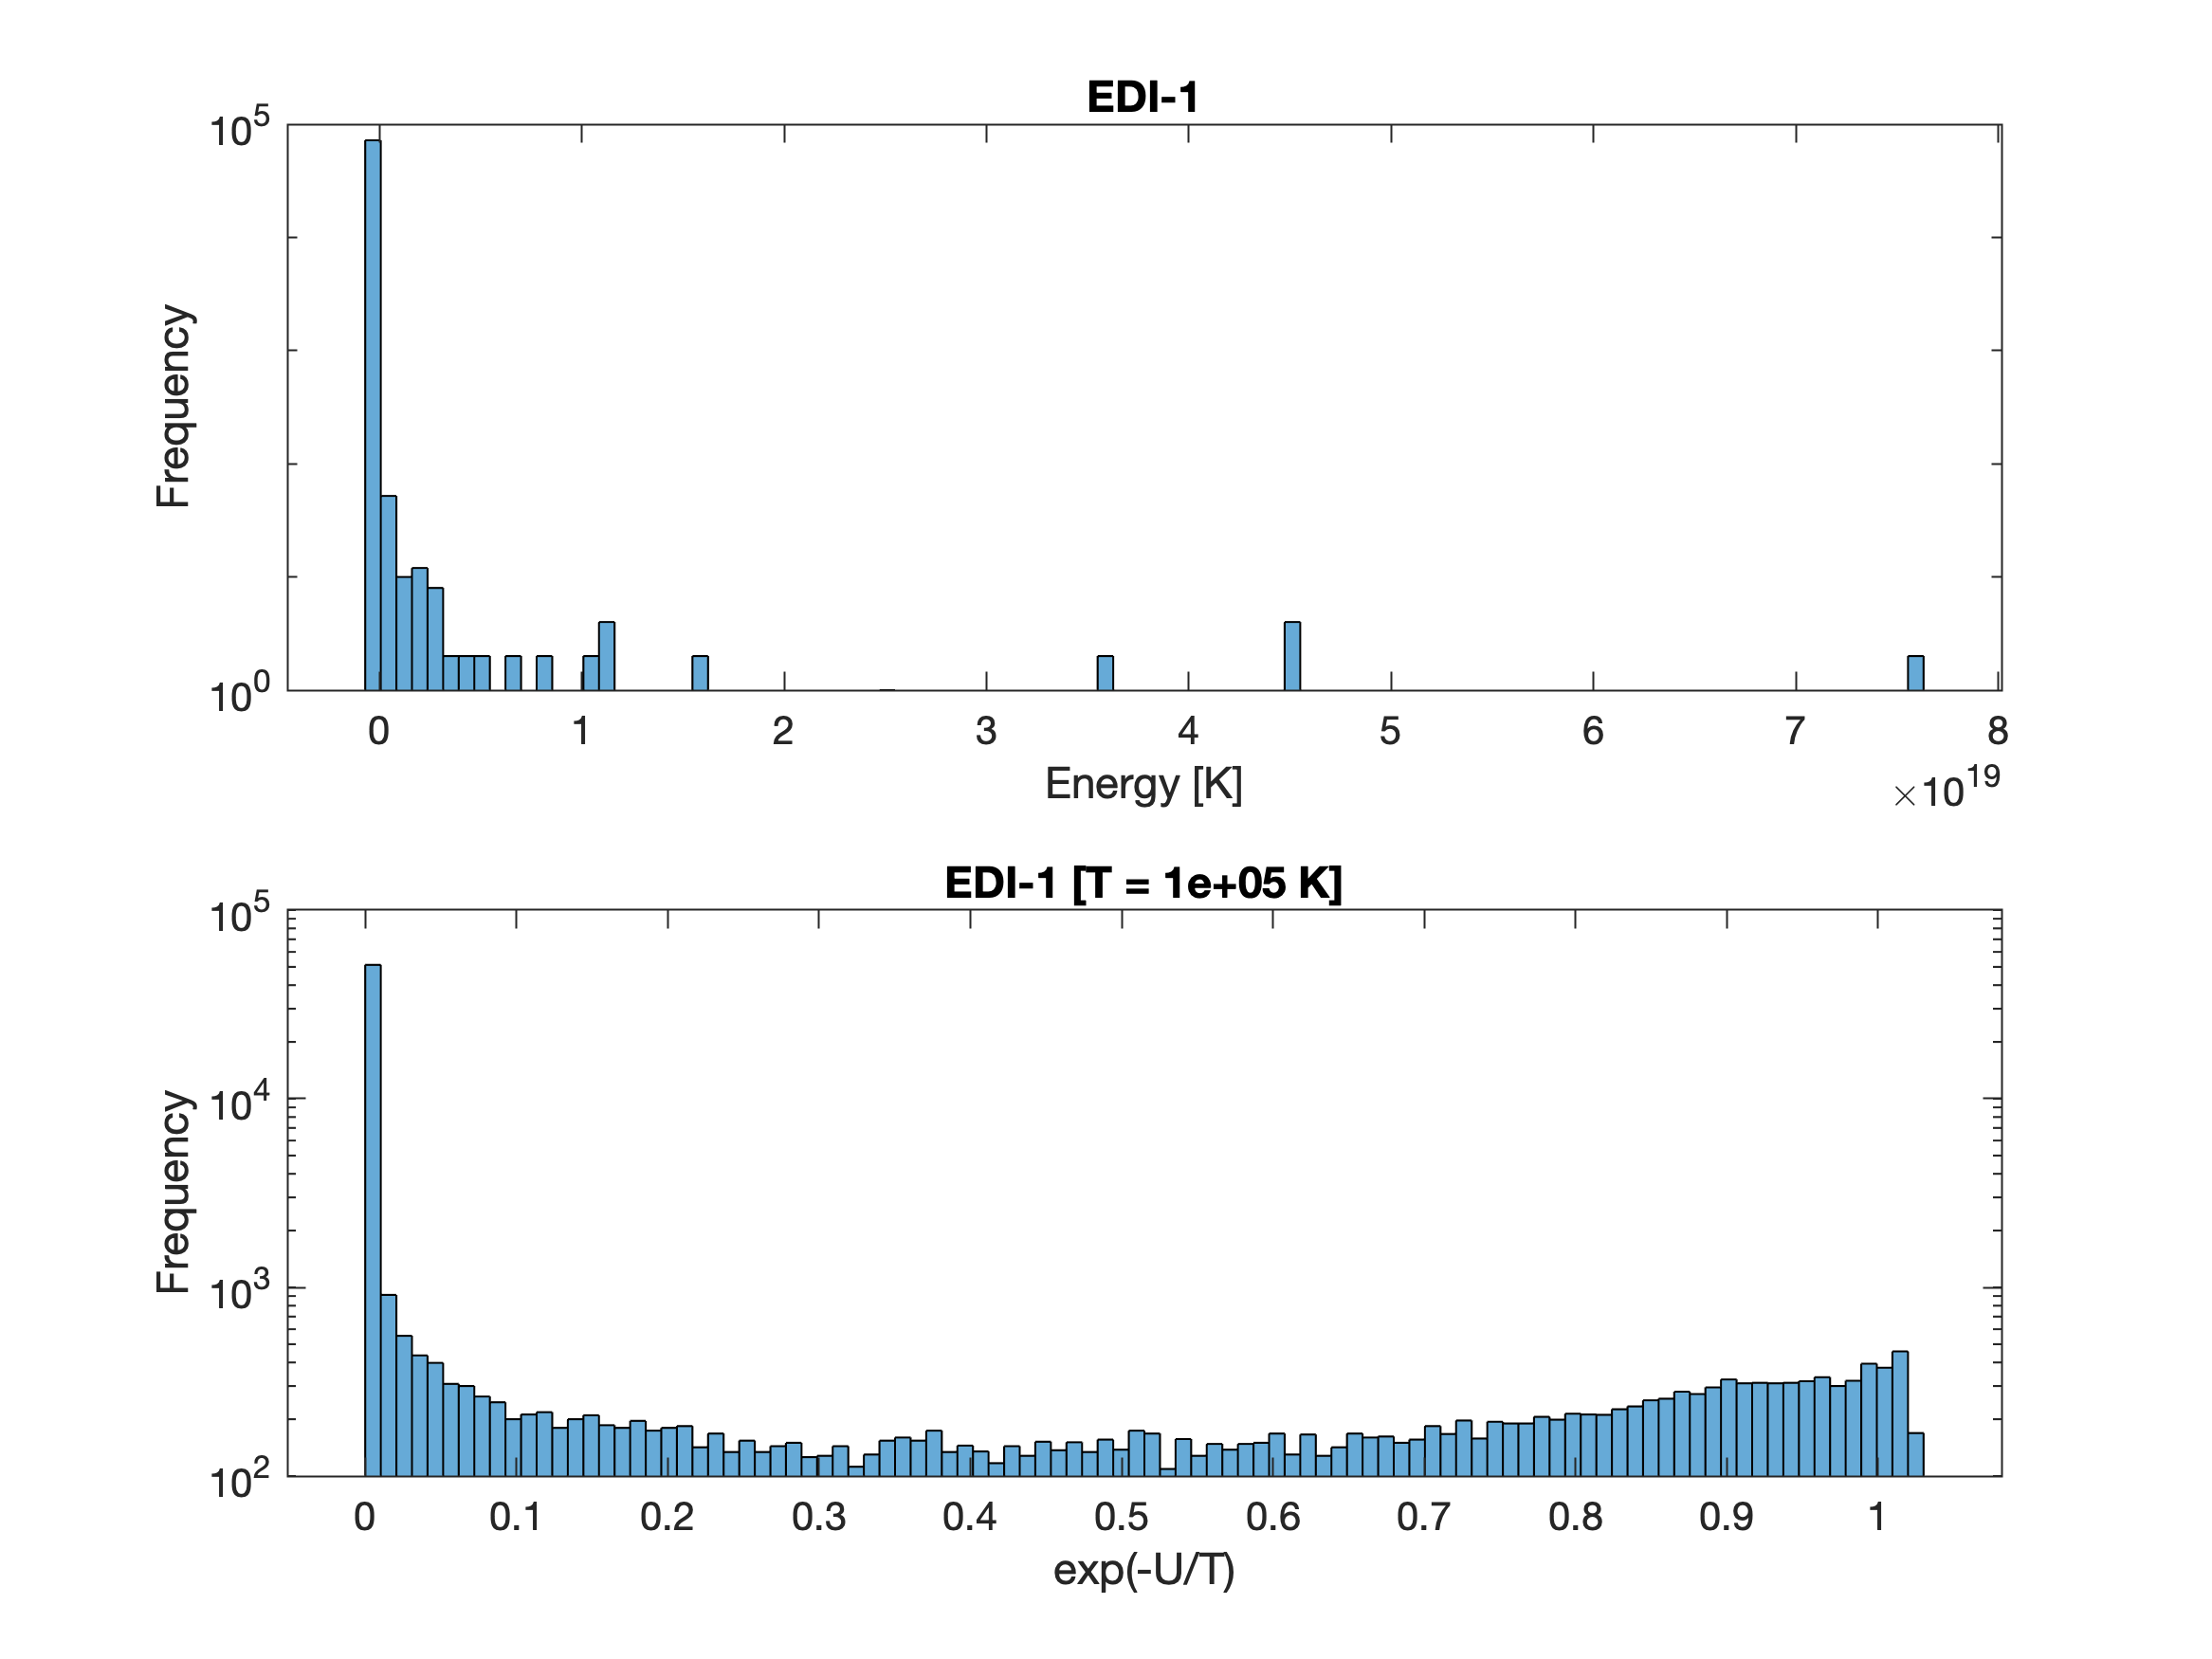 EDI-1
10^5
Frequency
10^0
0 1 2 3 4 5 6 7 8
Energy [K]
×10^19
EDI-1 [T = 1e+05 K]
10^5
10^4
Frequency
10^3
10^2
0 0.1 0.2 0.3 0.4 0.5 0.6 0.7 0.8 0.9 1
exp(-U/T)